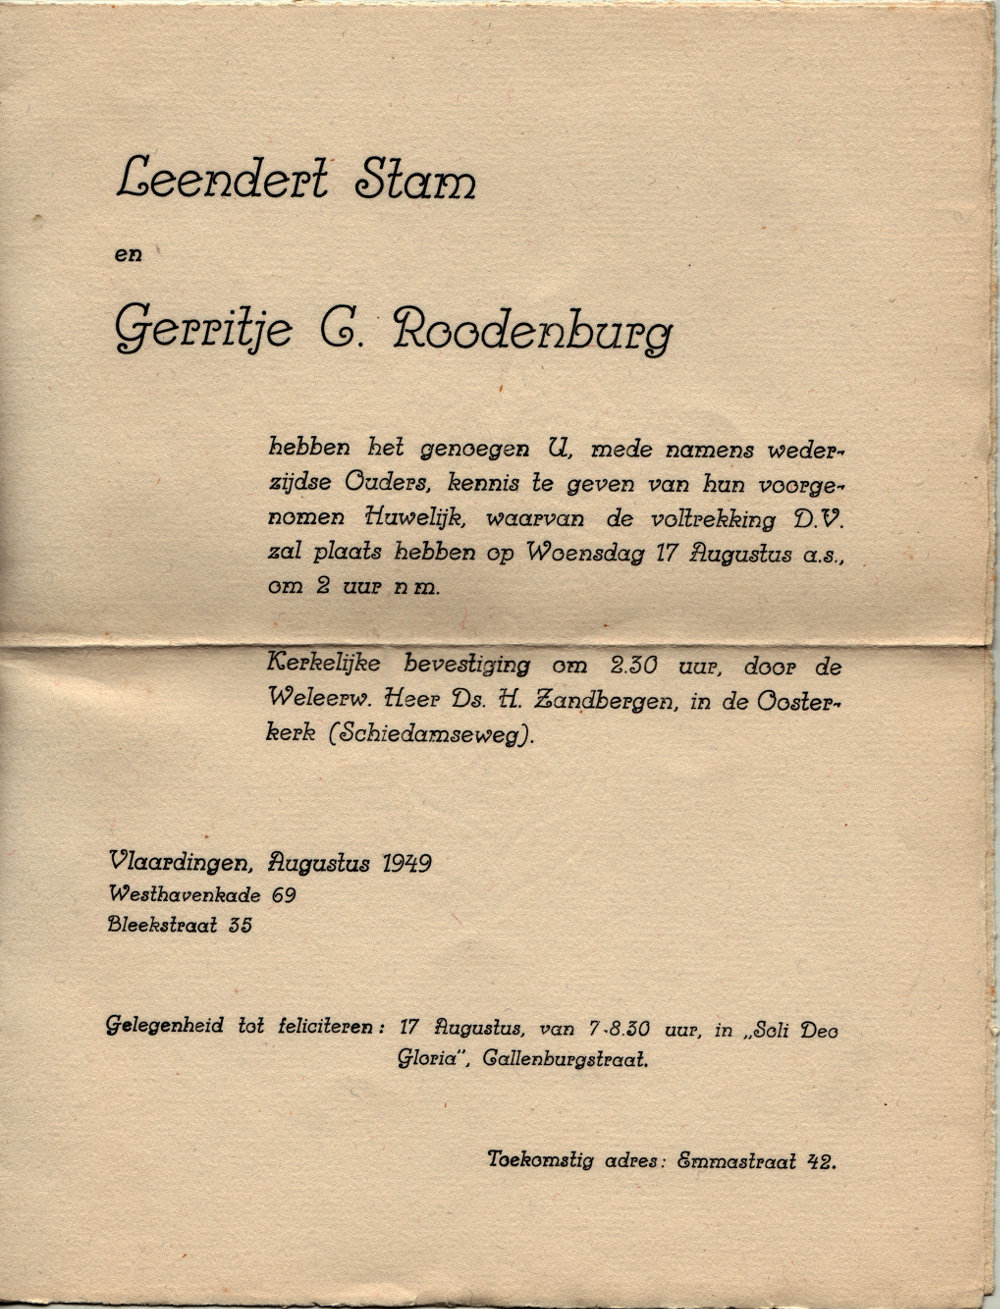 Leendert Stam
en
Gerritje C. Roodenburg
hebben het genoegen U, mede namens weder-
zijdse Ouders, kennis te geven van hun voorge-
nomen Huwelijk, waarvan de voltrekking D.V.
zal plaats hebben op Woensdag 17 Augustus a.s.,
om 2 uur n m.
Kerkelijke bevestiging om 2.30 uur, door de
Weleerw. Heer Ds. H. Zandbergen, in de Ooster-
kerk (Schiedamseweg).
Vlaardingen, Augustus 1949
Westhavenkade 69
Bleekstraat 35
Gelegenheid tot feliciteren: 17 Augustus, van 7-8.30 uur, in „Soli Deo
Gloria”, Gallenburgstraat.
Toekomstig adres: Emmastraat 42.